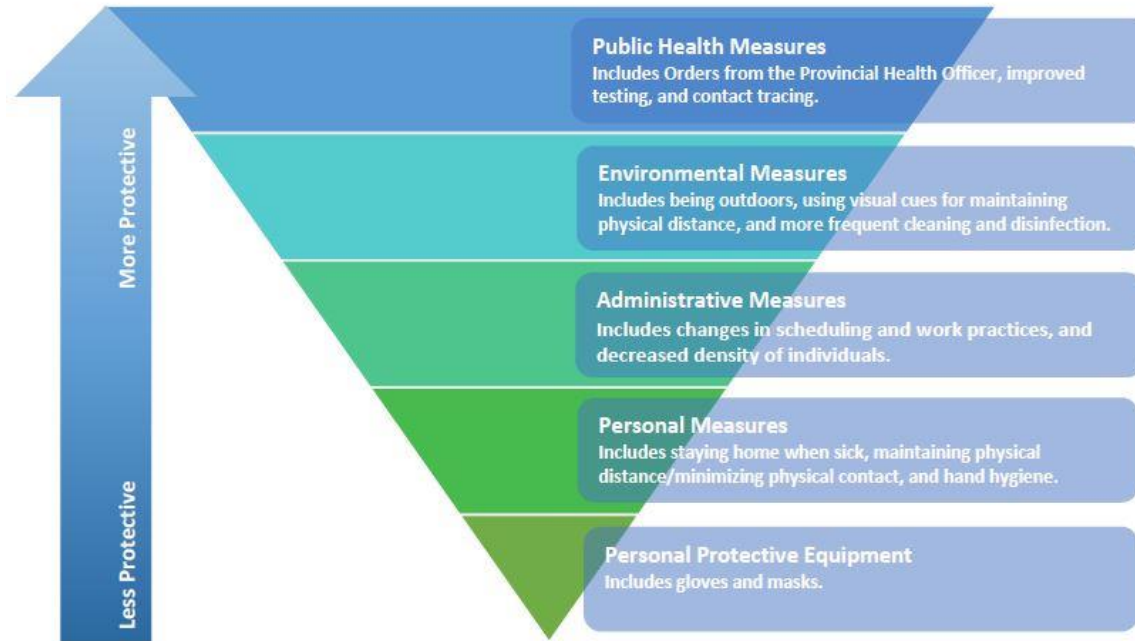 Public Health Measures
Includes Orders from the Provincial Health Officer, improved
testing, and contact tracing.
Environmental Measures
Includes being outdoors, using visual cues for maintaining
physical distance, and more frequent cleaning and disinfection.
Administrative Measures
Includes changes in scheduling and work practices, and
decreased density of individuals.
Personal Measures
Includes staying home when sick, maintaining physical
distance/minimizing physical contact, and hand hygiene.
Personal Protective Equipment
Includes gloves and masks.
More Protective
Less Protective